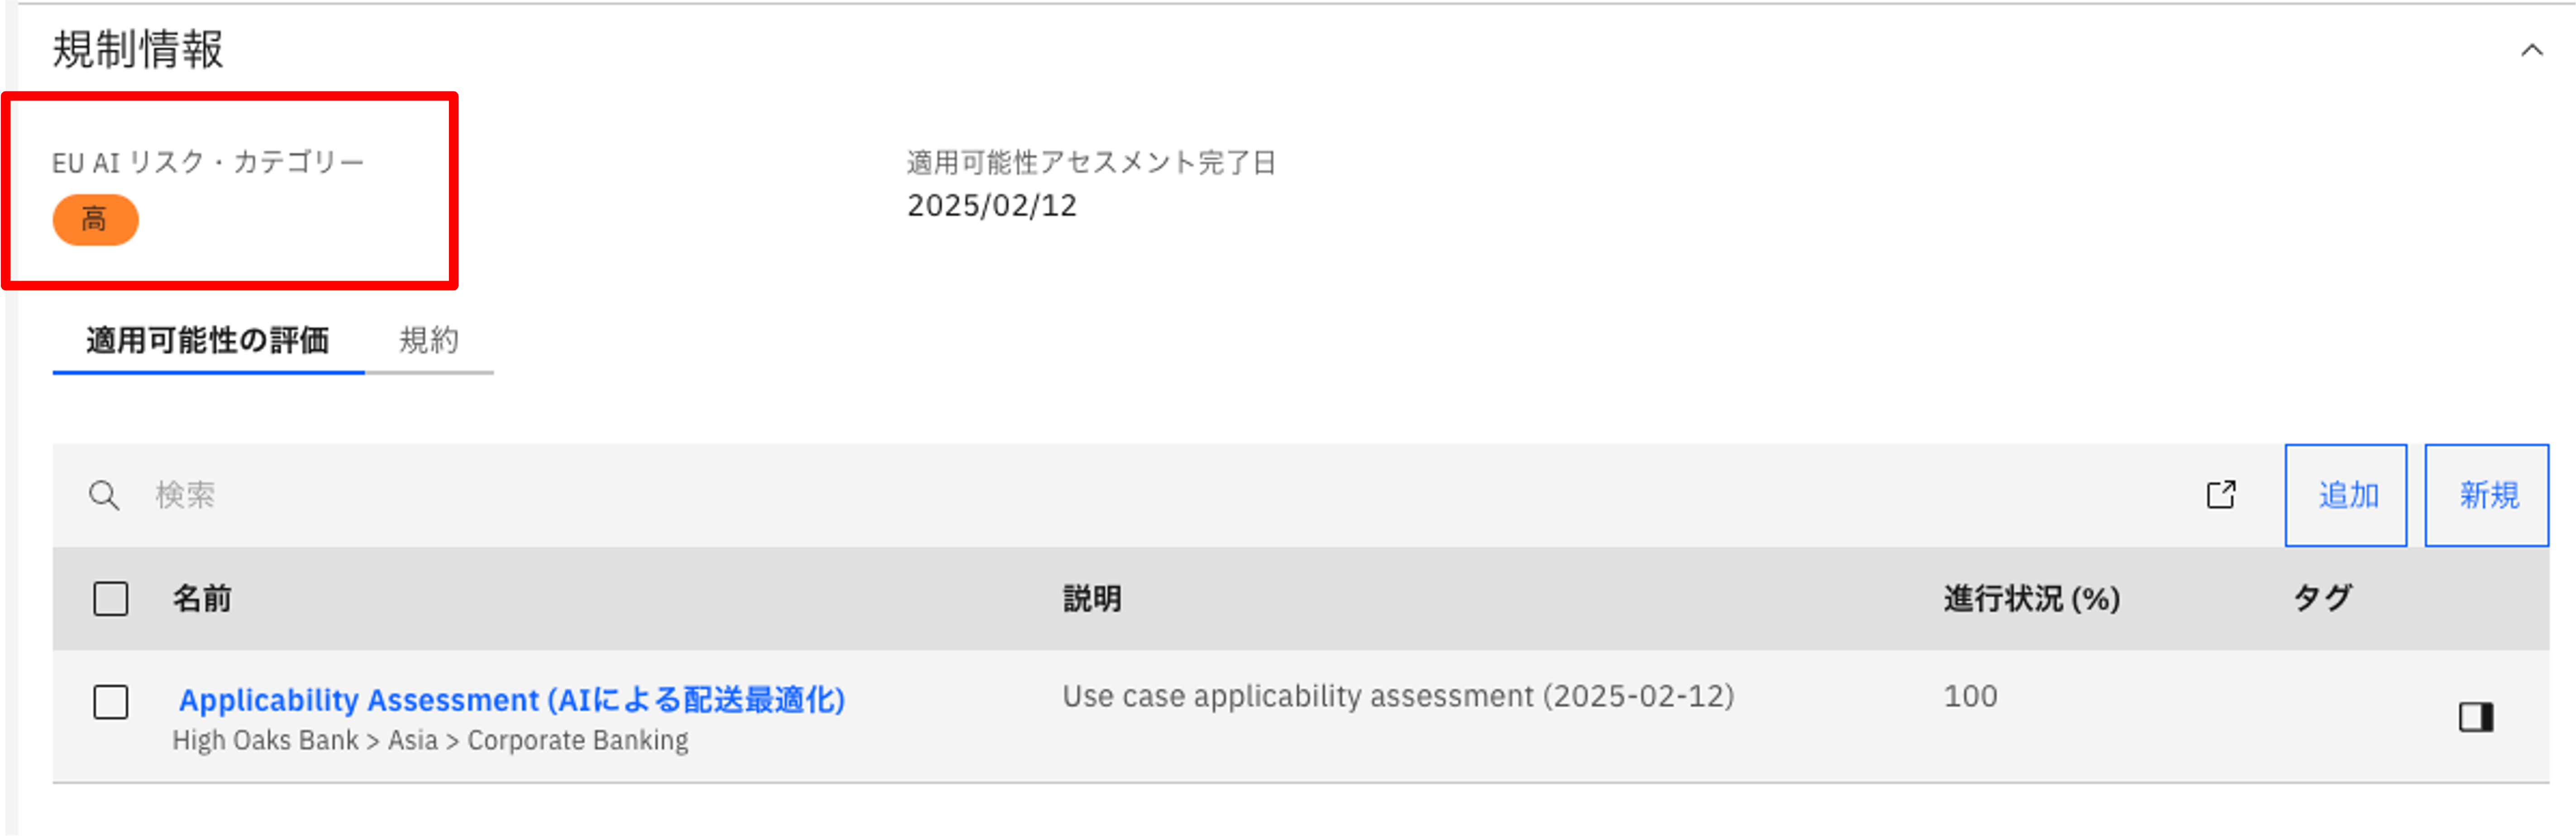 規制情報
EU AI リスク・カテゴリー
高
適用可能性アセスメント完了日
2025/02/12
適用可能性の評価 規約
検索 追加 新規
名前 説明 進行状況 (%) タグ
Applicability Assessment (AIによる配送最適化) Use case applicability assessment (2025-02-12) 100
High Oaks Bank > Asia > Corporate Banking